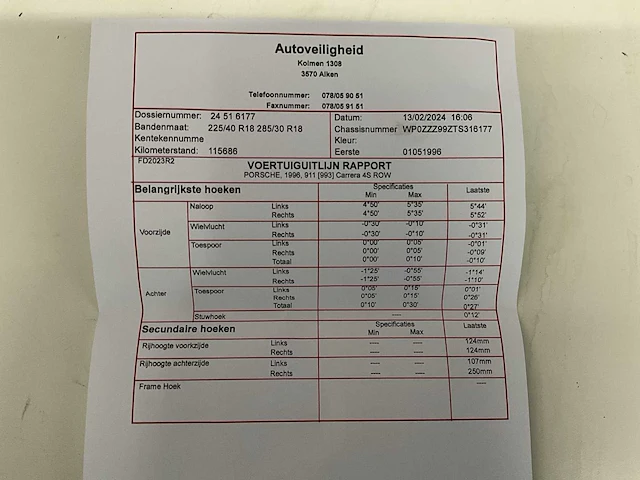 Autoveiligheid
Kolmen 1308
3570 Alken
Telefoonnummer: 078/05 90 51
Faxnummer: 078/05 91 51
Dossiernummer: 24 51 6177 Datum: 13/02/2024 16:06
Bandenmaat: 225/40 R18 285/30 R18 Chassisnummer WP0ZZZ99ZTS316177
Kentekennumme Kleur:
Kilometerstand: 115686 Eerste 01051996
FD2023R2
VOERTUIGUITLIJN RAPPORT
PORSCHE, 1996, 911 [993] Carrera 4S ROW
Belangrijkste hoeken Specificaties Laatste
Min Max
Voorzijde
Naloop Links 4°50' 5°35' 5°44'
Rechts 4°50' 5°35' 5°52'
Wielvlucht Links -0°30' -0°10' -0°31'
Rechts -0°30' -0°10' -0°31'
Toespoor Links 0°00' 0°05' -0°01'
Rechts 0°00' 0°05' -0°09'
Totaal 0°00' 0°10' -0°10'
Achter
Wielvlucht Links -1°25' -0°55' -1°14'
Rechts -1°25' -0°55' -1°10'
Toespoor Links 0°05' 0°15' 0°01'
Rechts 0°05' 0°15' 0°26'
Totaal 0°10' 0°30' 0°27'
Stuwhoek ---- 0°12'
Secundaire hoeken Specificaties Laatste
Min Max
Rijhoogte voorkzijde Links ---- ---- 124mm
Rechts ---- ---- 124mm
Rijhoogte achterzijde Links ---- ---- 107mm
Rechts ---- ---- 250mm
Frame Hoek ----